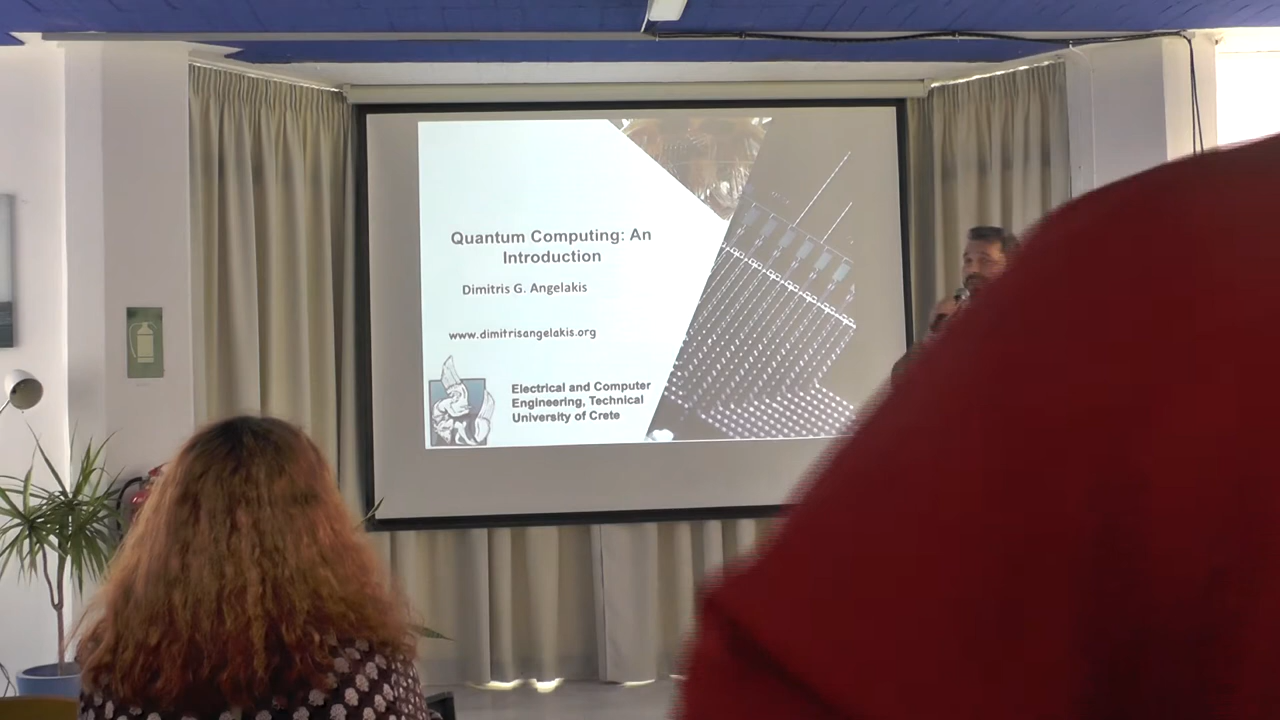 Quantum Computing: An
Introduction
Dimitris G. Angelakis
www.dimitrisangelakis.org
Electrical and Computer
Engineering, Technical
University of Crete